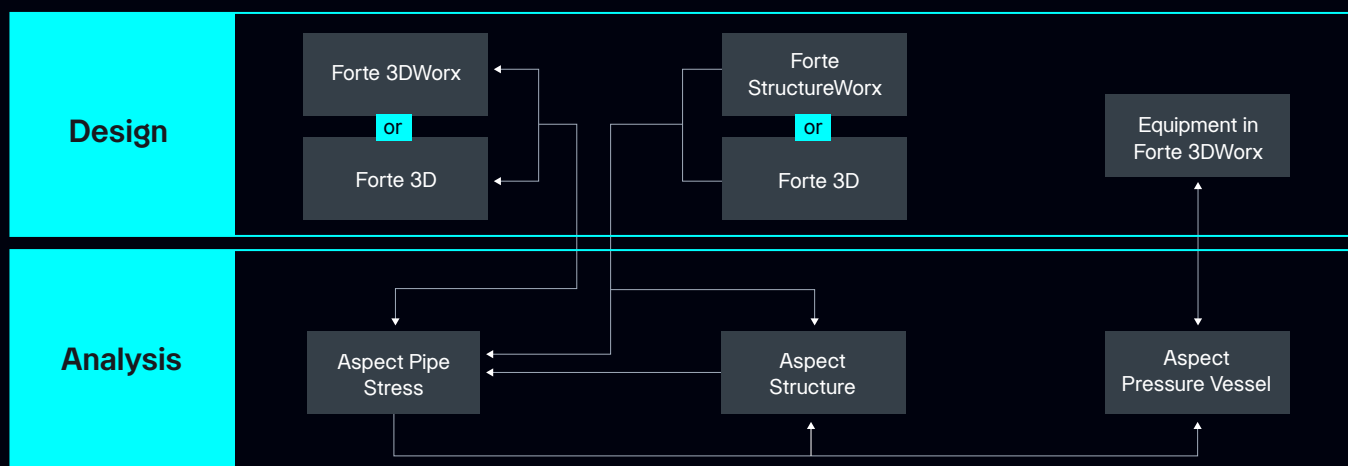 Design
Forte 3DWorx
or
Forte 3D
Forte
StructureWorx
or
Forte 3D
Equipment in
Forte 3DWorx
Analysis
Aspect Pipe
Stress
Aspect
Structure
Aspect
Pressure Vessel